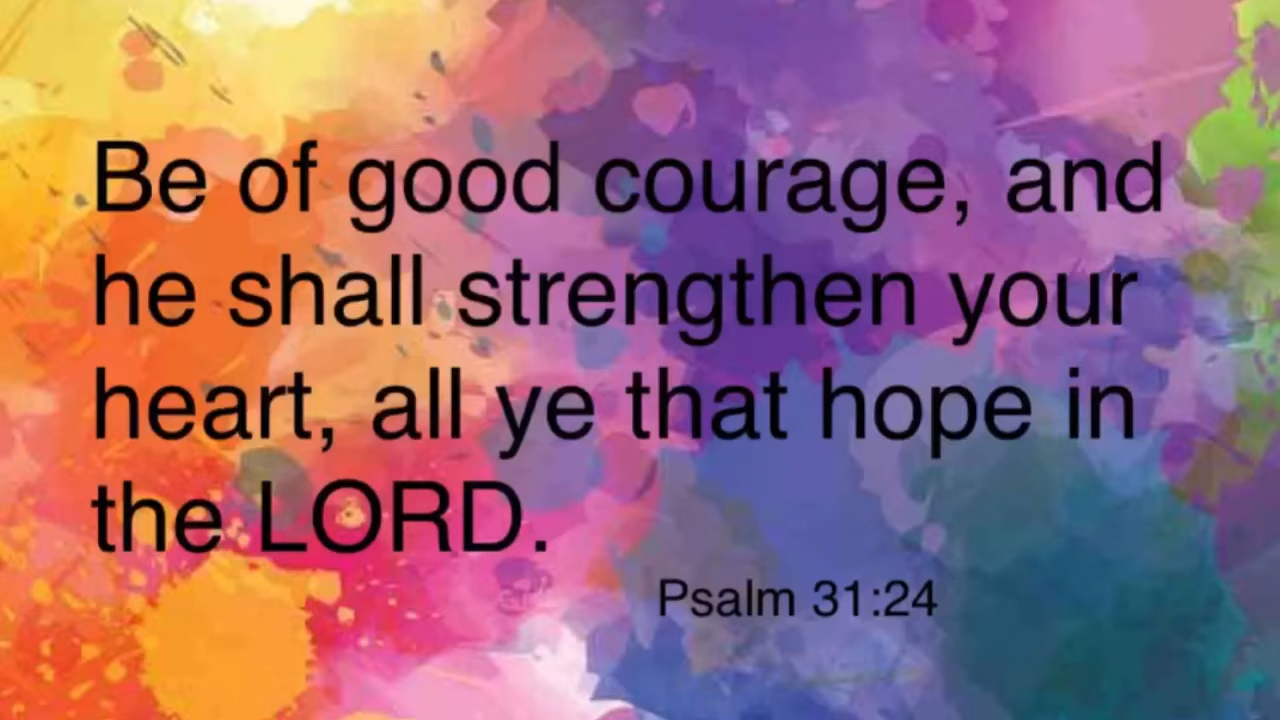 Be of good courage, and
he shall strengthen your
heart, all ye that hope in
the LORD.
Psalm 31:24